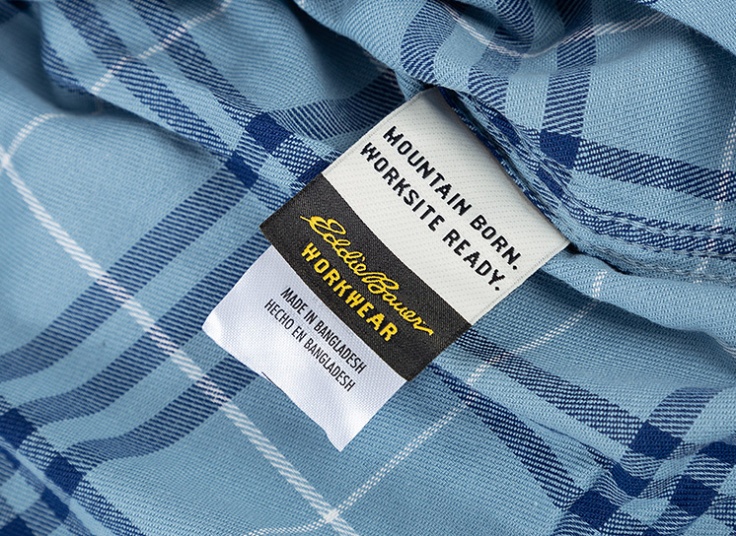 MOUNTAIN BORN.
WORKSITE READY.
Eddie Bauer
WORKWEAR
MADE IN BANGLADESH
HECHO EN BANGLADESH